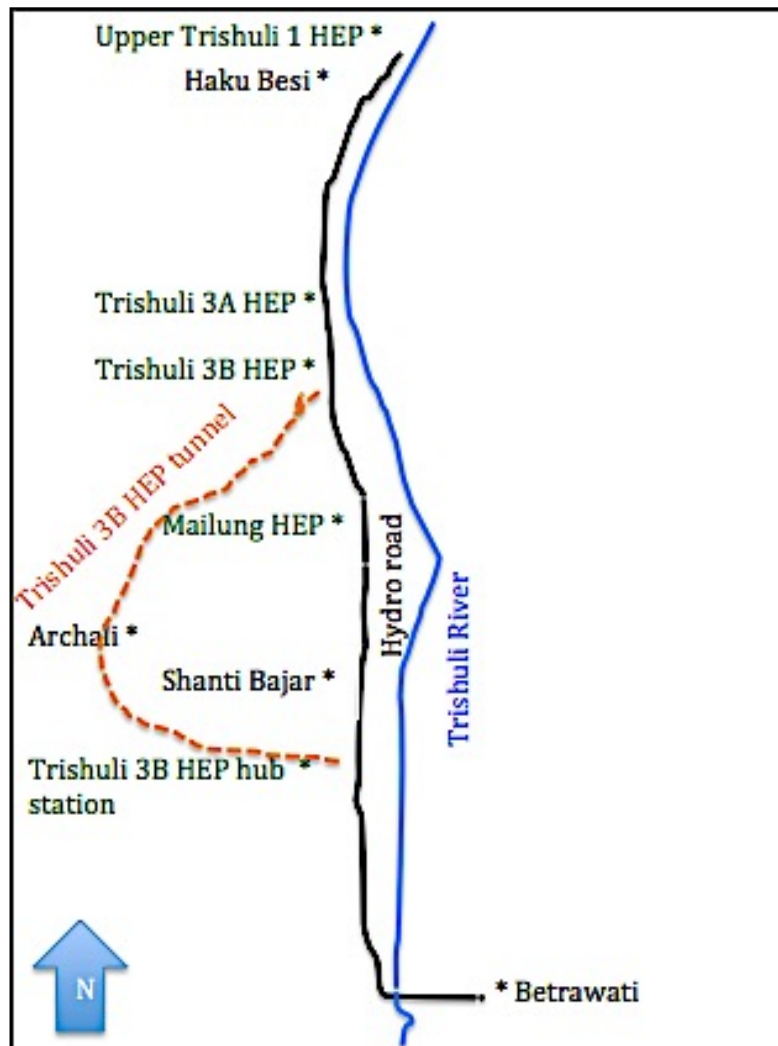 Upper Trishuli 1 HEP *
Haku Besi *
Trishuli 3A HEP *
Trishuli 3B HEP *
Trishuli 3B HEP tunnel
Mailung HEP *
Hydro road
Trishuli River
Archali *
Shanti Bajar *
Trishuli 3B HEP hub *
station
N
* Betrawati